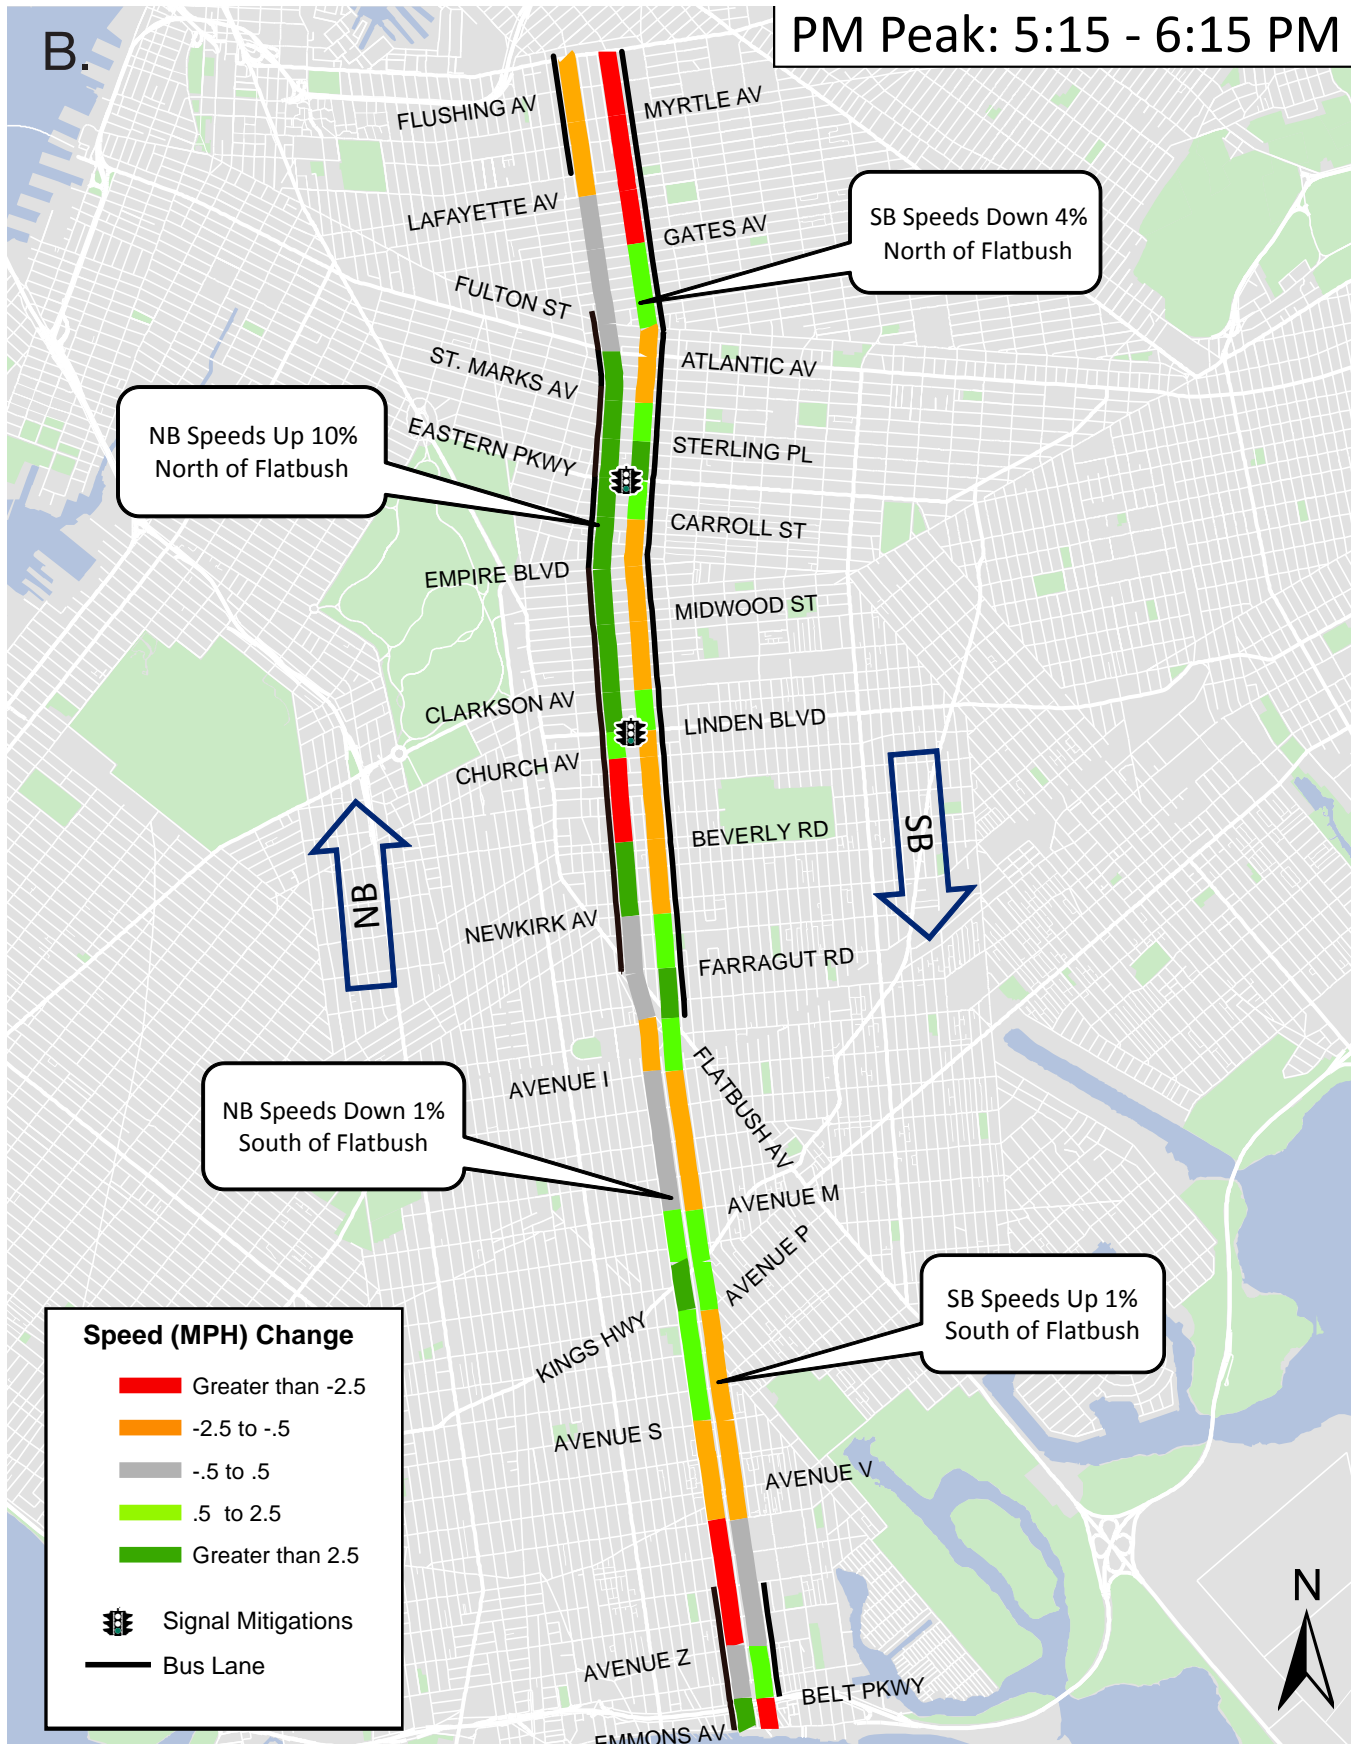 B.
PM Peak: 5:15 - 6:15 PM
FLUSHING AV
MYRTLE AV
LAFAYETTE AV
SB Speeds Down 4%
North of Flatbush
GATES AV
FULTON ST
ST. MARKS AV
ATLANTIC AV
NB Speeds Up 10%
North of Flatbush
EASTERN PKWY
STERLING PL
CARROLL ST
EMPIRE BLVD
MIDWOOD ST
CLARKSON AV
LINDEN BLVD
CHURCH AV
BEVERLY RD
SB
NB
NEWKIRK AV
FARRAGUT RD
AVENUE I
FLATBUSH AV
NB Speeds Down 1%
South of Flatbush
AVENUE M
AVENUE P
SB Speeds Up 1%
South of Flatbush
KINGS HWY
AVENUE S
AVENUE V
Speed (MPH) Change
Greater than -2.5
-2.5 to -.5
-.5 to .5
.5 to 2.5
Greater than 2.5
Signal Mitigations
Bus Lane
N
AVENUE Z
BELT PKWY
EMMONS AV